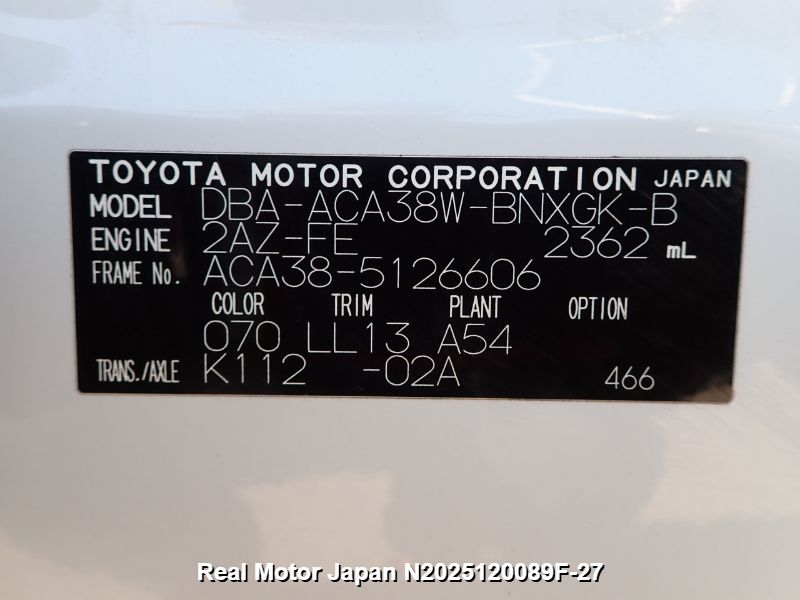 TOYOTA MOTOR CORPORATION JAPAN
MODEL DBA-ACA38W-BNXGK-B
ENGINE 2AZ-FE 2362 mL
FRAME No. ACA38-5126606
COLOR TRIM PLANT OPTION
070 LL13 A54
TRANS./AXLE K112 -02A 466
Real Motor Japan N2025120089F-27